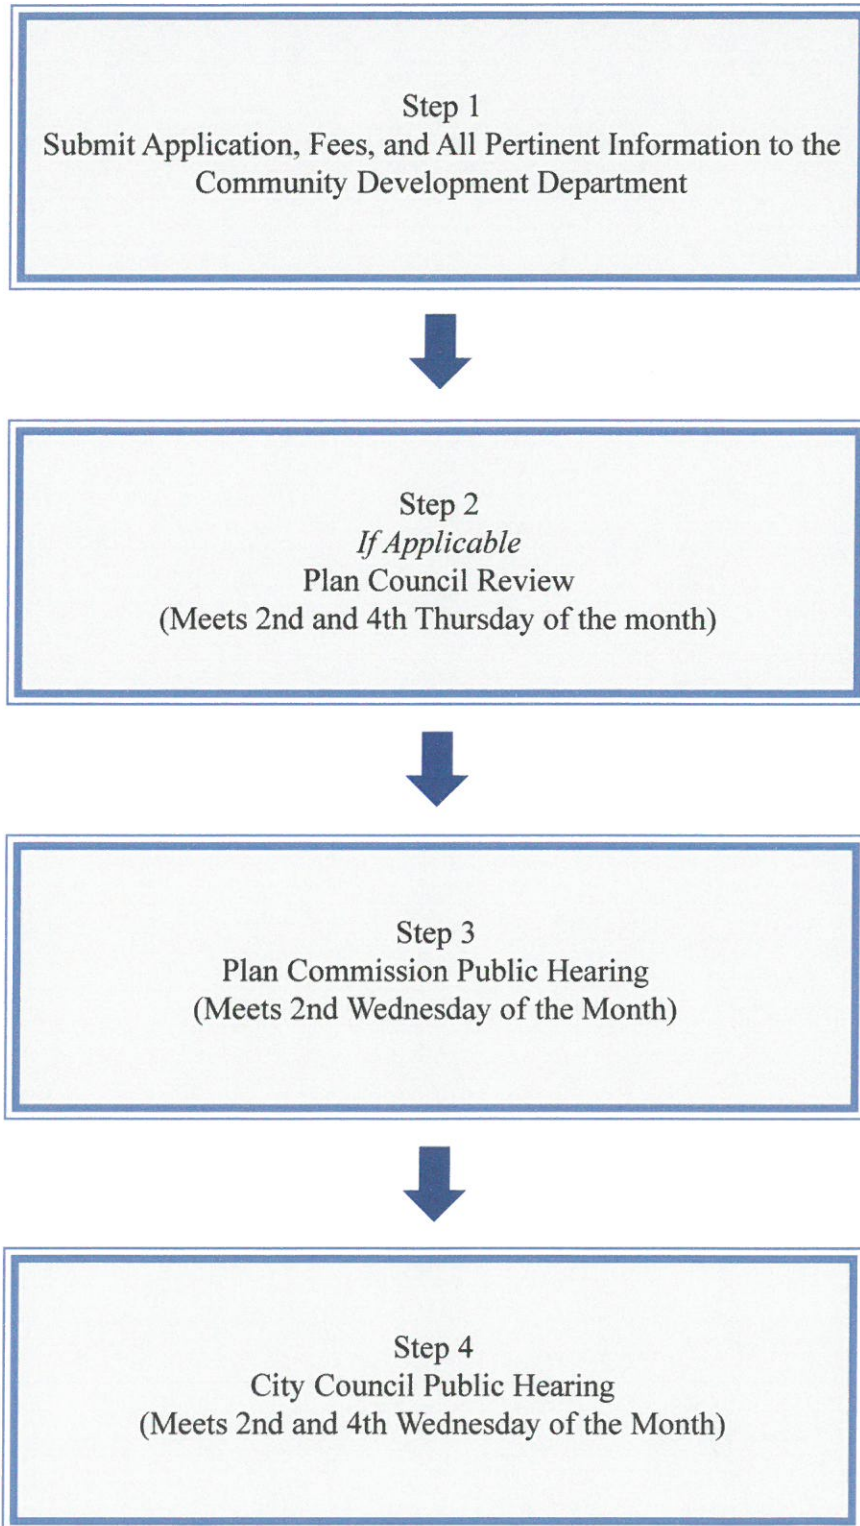 Step 1
Submit Application, Fees, and All Pertinent Information to the
Community Development Department
Step 2
If Applicable
Plan Council Review
(Meets 2nd and 4th Thursday of the month)
Step 3
Plan Commission Public Hearing
(Meets 2nd Wednesday of the Month)
Step 4
City Council Public Hearing
(Meets 2nd and 4th Wednesday of the Month)